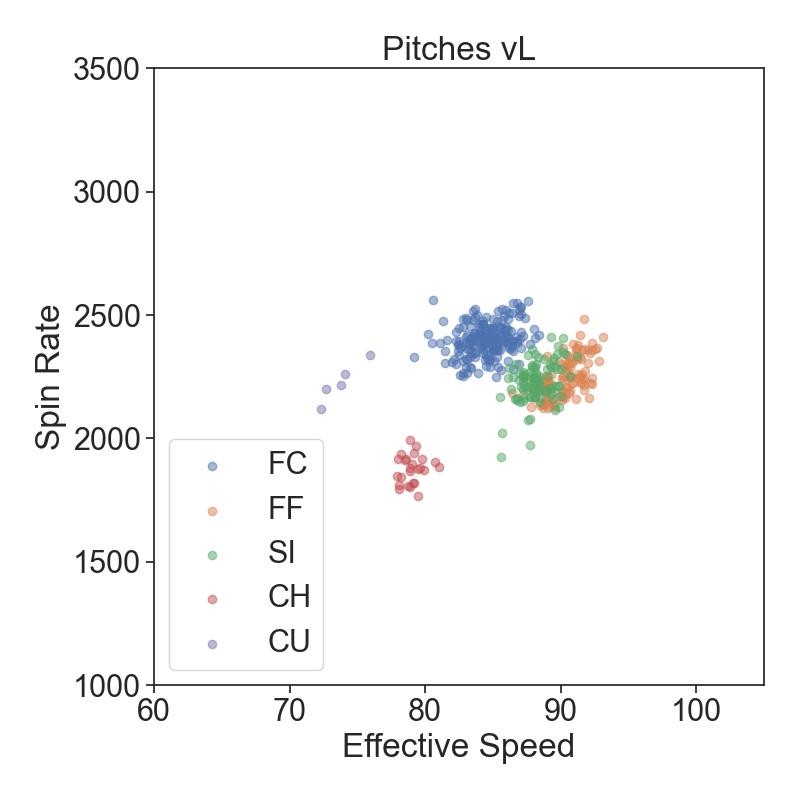 Pitches vL
3500
3000
2500
2000
1500
1000
Spin Rate
FC
FF
SI
CH
CU
60 70 80 90 100
Effective Speed